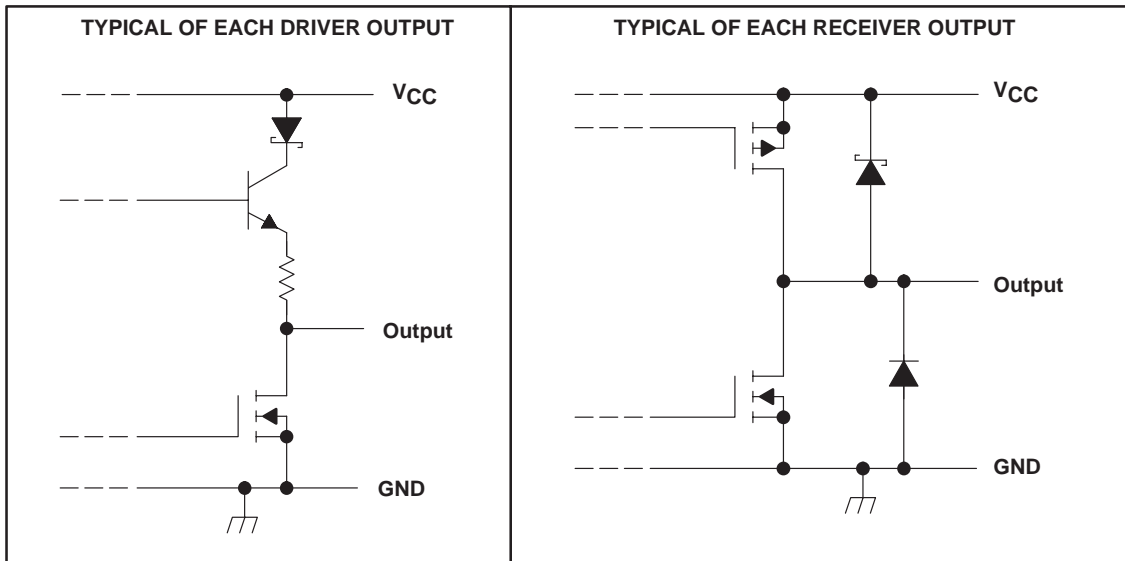 TYPICAL OF EACH DRIVER OUTPUT
VCC
Output
GND
TYPICAL OF EACH RECEIVER OUTPUT
VCC
Output
GND